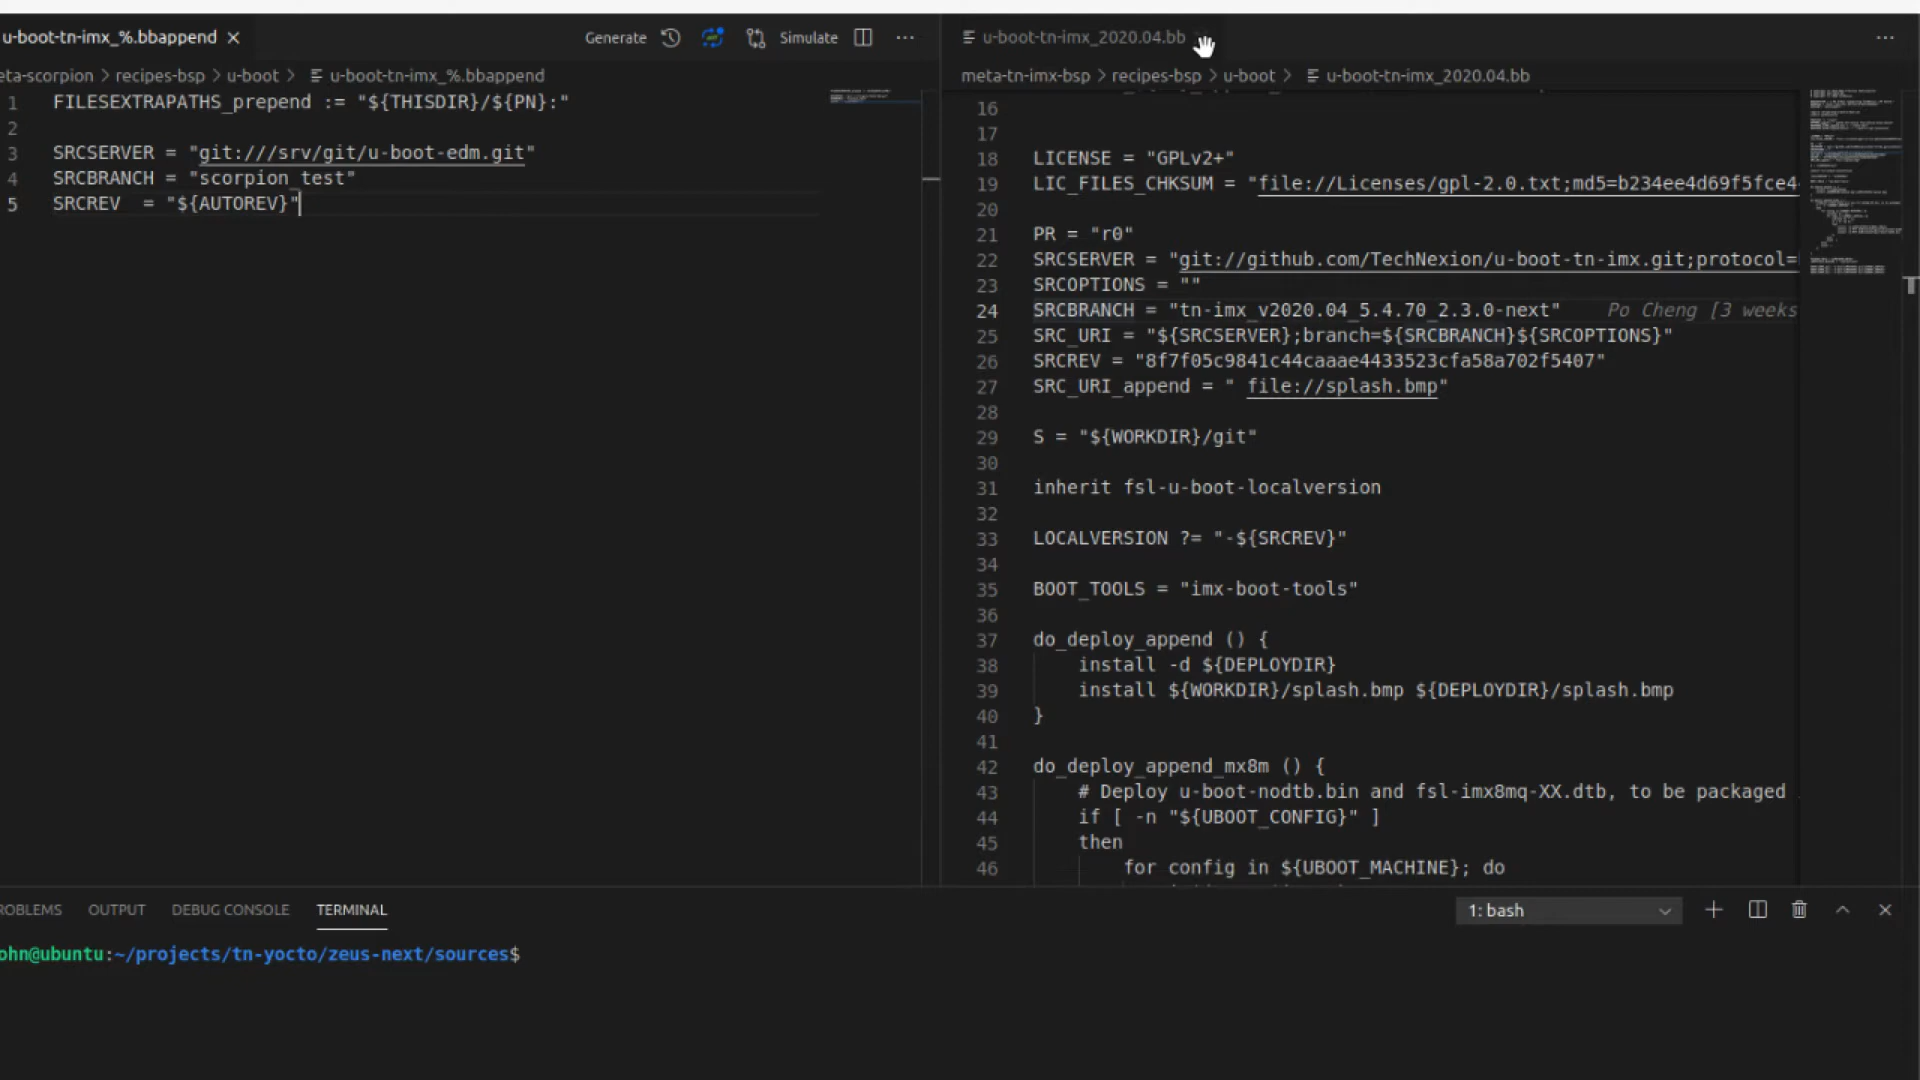 u-boot-tn-imx_%.bbappend
Generate
Simulate
eta-scorpion > recipes-bsp > u-boot > u-boot-tn-imx_%.bbappend
1 FILESEXTRAPATHS_prepend := "${THISDIR}/${PN}:"
2
3 SRCSERVER = "git:///srv/git/u-boot-edm.git"
4 SRCBRANCH = "scorpion_test"
5 SRCREV  = "${AUTOREV}"
u-boot-tn-imx_2020.04.bb
meta-tn-imx-bsp > recipes-bsp > u-boot > u-boot-tn-imx_2020.04.bb
16
17
18 LICENSE = "GPLv2+"
19 LIC_FILES_CHKSUM = "file://Licenses/gpl-2.0.txt;md5=b234ee4d69f5fce4
20
21 PR = "r0"
22 SRCSERVER = "git://github.com/TechNexion/u-boot-tn-imx.git;protocol=
23 SRCOPTIONS = ""
24 SRCBRANCH = "tn-imx_v2020.04_5.4.70_2.3.0-next" Po Cheng [3 weeks
25 SRC_URI = "${SRCSERVER};branch=${SRCBRANCH}${SRCOPTIONS}"
26 SRCREV = "8f7f05c9841c44caaae4433523cfa58a702f5407"
27 SRC_URI_append = " file://splash.bmp"
28
29 S = "${WORKDIR}/git"
30
31 inherit fsl-u-boot-localversion
32
33 LOCALVERSION ?= "-${SRCREV}"
34
35 BOOT_TOOLS = "imx-boot-tools"
36
37 do_deploy_append () {
38 install -d ${DEPLOYDIR}
39 install ${WORKDIR}/splash.bmp ${DEPLOYDIR}/splash.bmp
40 }
41
42 do_deploy_append_mx8m () {
43 # Deploy u-boot-nodtb.bin and fsl-imx8mq-XX.dtb, to be packaged
44 if [ -n "${UBOOT_CONFIG}" ]
45 then
46 for config in ${UBOOT_MACHINE}; do
ROBLEMS OUTPUT DEBUG CONSOLE TERMINAL
1: bash
ohn@ubuntu:~/projects/tn-yocto/zeus-next/sources$